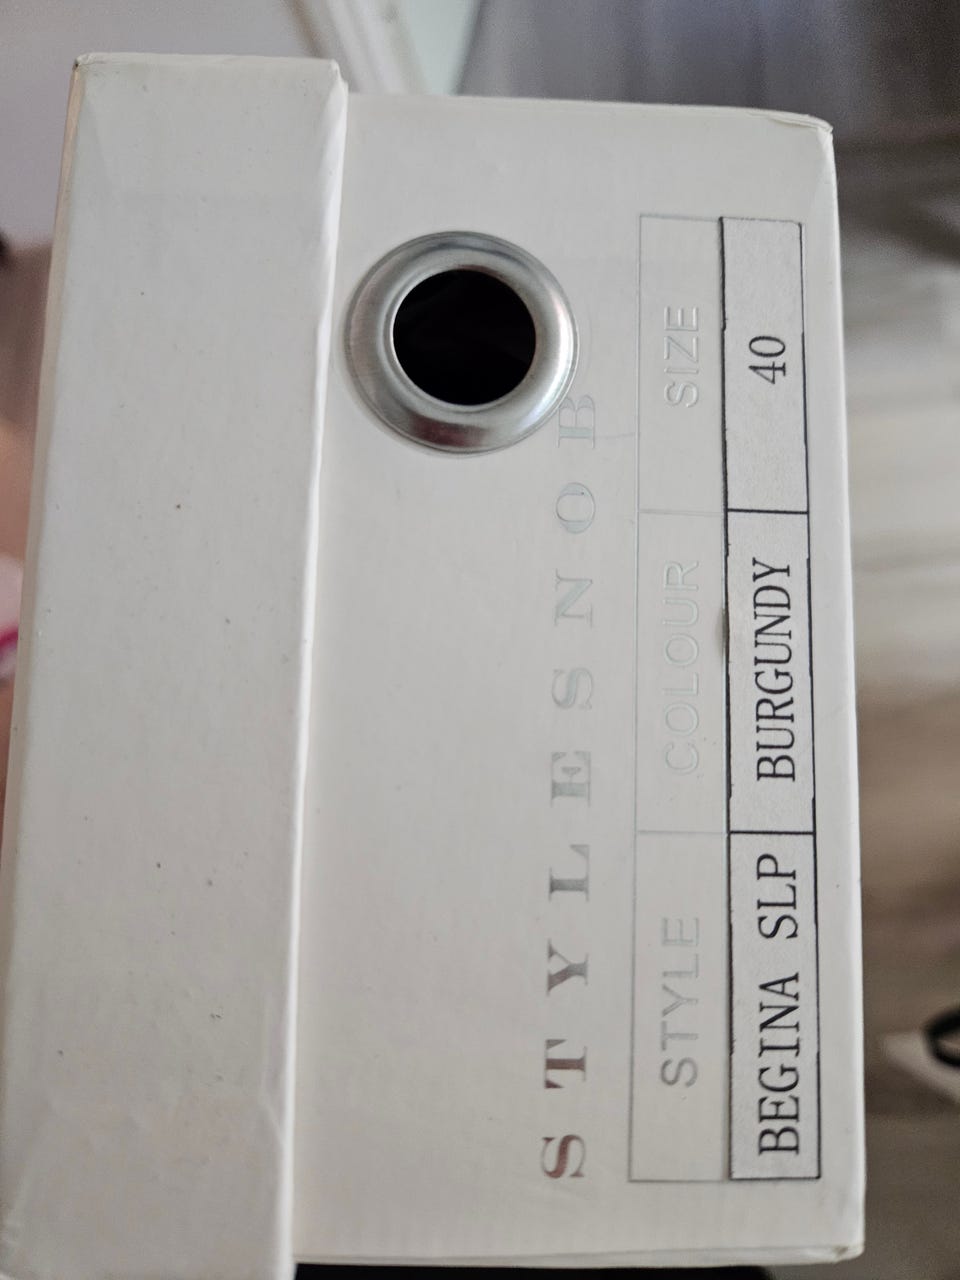 STYLESNOB
STYLE COLOUR SIZE
BEGINA SLP BURGUNDY 40